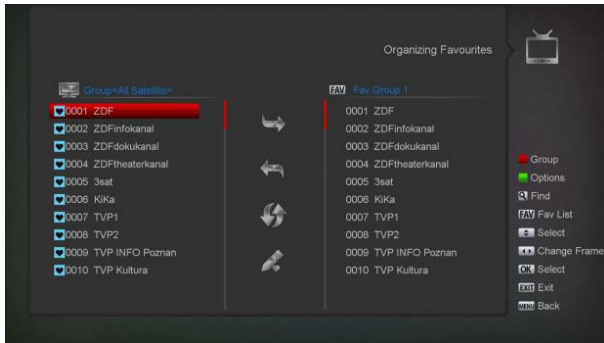 Organizing Favourites
Group<All Satellite>
0001 ZDF
0002 ZDFinfokanal
0003 ZDFdokukanal
0004 ZDFtheaterkanal
0005 3sat
0006 KiKa
0007 TVP1
0008 TVP2
0009 TVP INFO Poznan
0010 TVP Kultura
FAV Fav Group 1
0001 ZDF
0002 ZDFinfokanal
0003 ZDFdokukanal
0004 ZDFtheaterkanal
0005 3sat
0006 KiKa
0007 TVP1
0008 TVP2
0009 TVP INFO Poznan
0010 TVP Kultura
Group
Options
Find
FAV Fav List
Select
Change Frame
OK Select
EXIT Exit
MENU Back